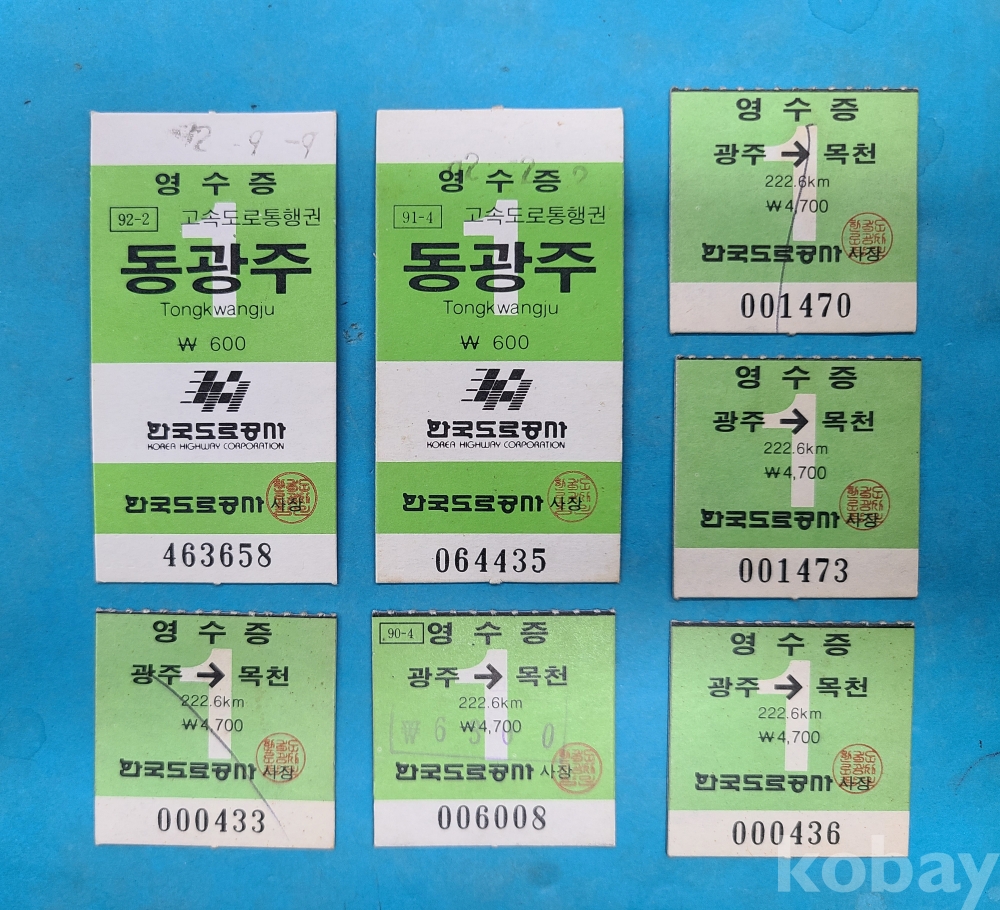 92 -9 -9
영 수 증
92-2 고속도로통행권
1
동광주
Tongkwangju
₩ 600
한국도로공사
KOREA HIGHWAY CORPORATION
한국도로공사 사장
463658
영 수 증
91-4 고속도로통행권
1
동광주
Tongkwangju
₩ 600
한국도로공사
KOREA HIGHWAY CORPORATION
한국도로공사 사장
064435
영 수 증
1
광주 → 목천
222.6km
₩4,700
한국도로공사 사장
001470
영 수 증
1
광주 → 목천
222.6km
₩4,700
한국도로공사 사장
001473
영 수 증
1
광주 → 목천
222.6km
₩4,700
한국도로공사 사장
000433
90-4 영 수 증
1
광주 → 목천
222.6km
₩4,700
한국도로공사 사장
006008
영 수 증
1
광주 → 목천
222.6km
₩4,700
한국도로공사 사장
000436
kobay